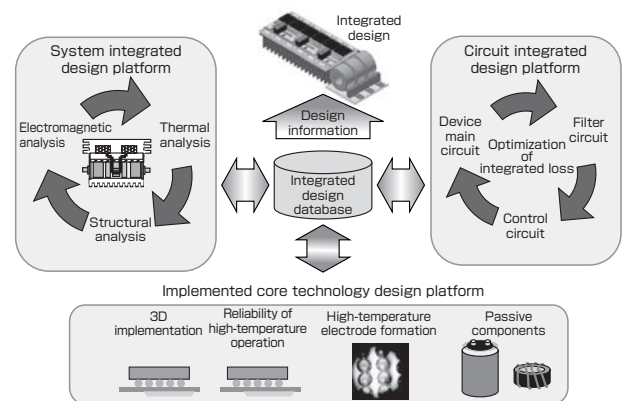 Integrated
design
System integrated
design platform
Electromagnetic
analysis
Thermal
analysis
Structural
analysis
Design
information
Integrated
design
database
Circuit integrated
design platform
Device
main
circuit
Filter
circuit
Optimization
of
integrated loss
Control
circuit
Implemented core technology design platform
3D
implementation
Reliability of
high-temperature
operation
High-temperature
electrode formation
Passive
components